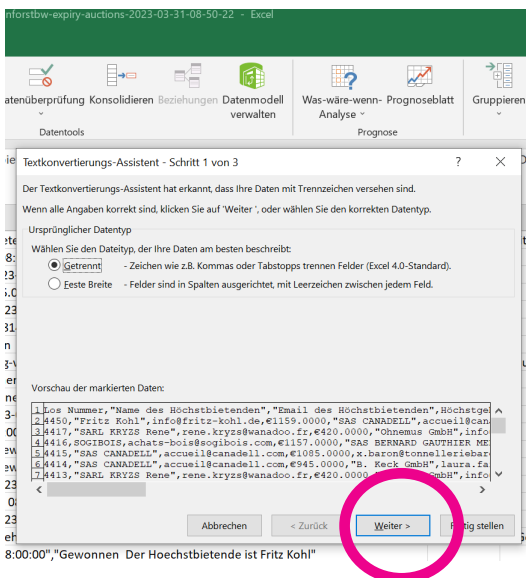 inforstbw-expiry-auctions-2023-03-31-08-50-22 - Excel
atenüberprüfung Konsolidieren Beziehungen Datenmodell verwalten
Was-wäre-wenn-Analyse Prognoseblatt
Gruppieren
Datentools
Prognose
Textkonvertierungs-Assistent - Schritt 1 von 3 ? ×
Der Textkonvertierungs-Assistent hat erkannt, dass Ihre Daten mit Trennzeichen versehen sind.
Wenn alle Angaben korrekt sind, klicken Sie auf 'Weiter ', oder wählen Sie den korrekten Datentyp.
Ursprünglicher Datentyp
Wählen Sie den Dateityp, der Ihre Daten am besten beschreibt:
Getrennt - Zeichen wie z.B. Kommas oder Tabstopps trennen Felder (Excel 4.0-Standard).
Feste Breite - Felder sind in Spalten ausgerichtet, mit Leerzeichen zwischen jedem Feld.
Vorschau der markierten Daten:
1 Los Nummer,"Name des Höchstbietenden","Email des Höchstbietenden",Höchstgel
2 4450,"Fritz Kohl",info@fritz-kohl.de,€1159.0000,"SAS CANADELL",accueil@can
3 4417,"SARL KRYZS Rene",rene.kryzs@wanadoo.fr,€420.0000,"Ohnemus GmbH",info
4 4416,SOGIBOIS,achats-bois@sogibois.com,€1157.0000,"SAS BERNARD GAUTHIER ME
5 4415,"SAS CANADELL",accueil@canadell.com,€1085.0000,x.baron@tonnelleriebar
6 4414,"SAS CANADELL",accueil@canadell.com,€945.0000,"B. Keck GmbH",laura.fa
7 4413,"SARL KRYZS Rene",rene.kryzs@wanadoo.fr,€420.0000, GmbH",info
Abbrechen < Zurück Weiter > stellen
8:00:00","Gewonnen Der Hoechstbietende ist Fritz Kohl"